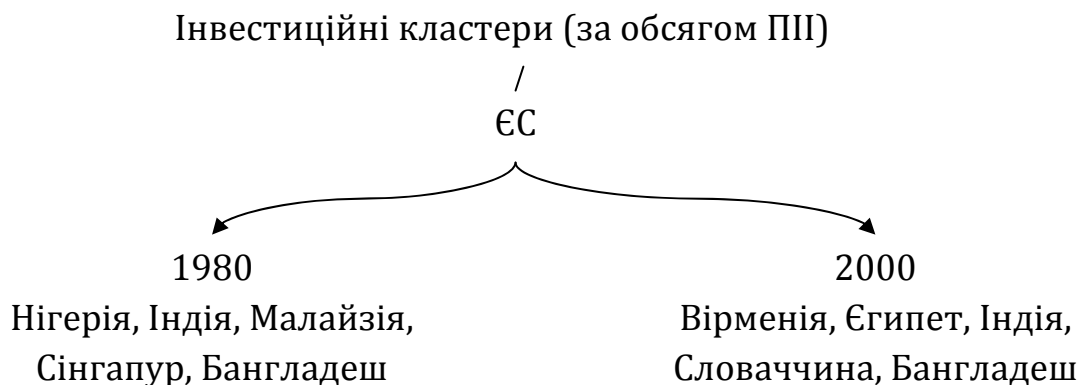 Інвестиційні кластери (за обсягом ПІІ)
ЄС
1980
Нігерія, Індія, Малайзія,
Сінгапур, Бангладеш
2000
Вірменія, Єгипет, Індія,
Словаччина, Бангладеш